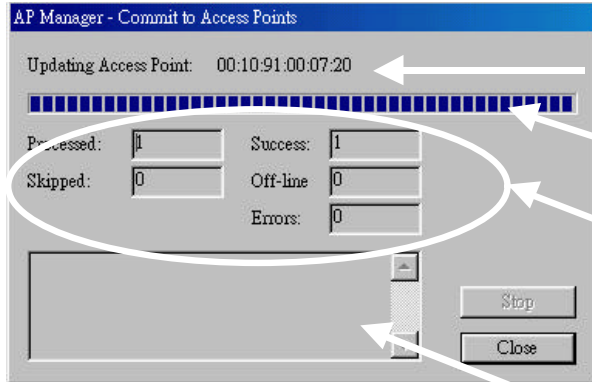 AP Manager - Commit to Access Points
Updating Access Point: 00:10:91:00:07:20
Processed: 1 Success: 1
Skipped: 0 Off-line 0
Errors: 0
Stop
Close